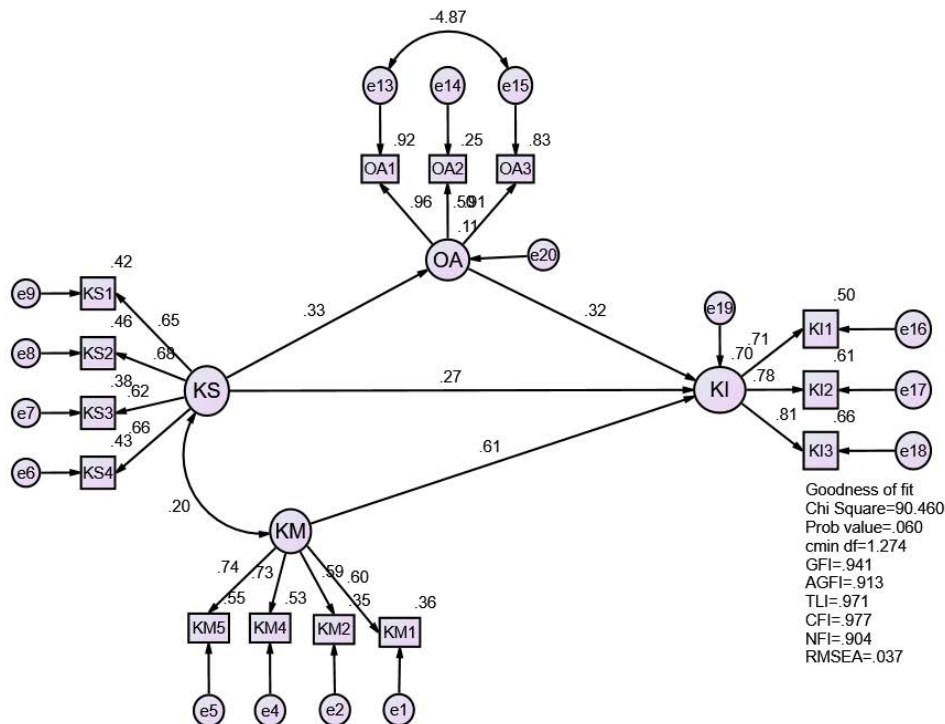 -4.87
e13 e14 e15
.92 .25 .83
OA1 OA2 OA3
.96 .50 .91
.11
OA e20
.42
e9 KS1
.65 .33 .32
e19 .50
.46 KI1 e16
e8 KS2 .68 .71
.70 .61
.38 .62 KS .27 KI .78 KI2 e17
e7 KS3
.66 .81 .66
.43
e6 KS4 .61 KI3 e18
.20
KM
.74 .73 .59 .60
.55 .53 .35 .36
KM5 KM4 KM2 KM1
e5 e4 e2 e1
Goodness of fit
Chi Square=90.460
Prob value=.060
cmin df=1.274
GFI=.941
AGFI=.913
TLI=.971
CFI=.977
NFI=.904
RMSEA=.037